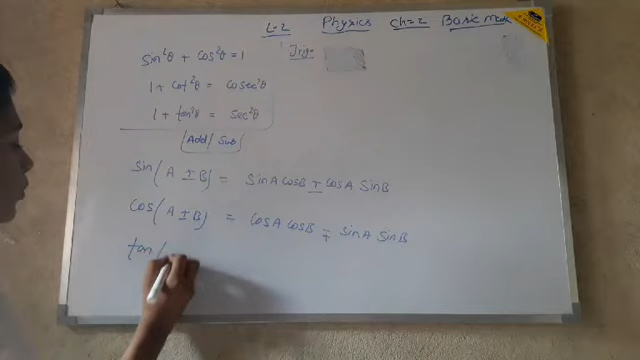 L-2 Physics Ch-2 Basic Math
Sin²θ + cos²θ = 1 Trigo
1 + cot²θ = cosec²θ
1 + tan²θ = sec²θ
Add/Sub
Sin(A ± B) = SinA CosB ± CosA SinB
Cos(A ± B) = CosA CosB ∓ SinA SinB
tan(